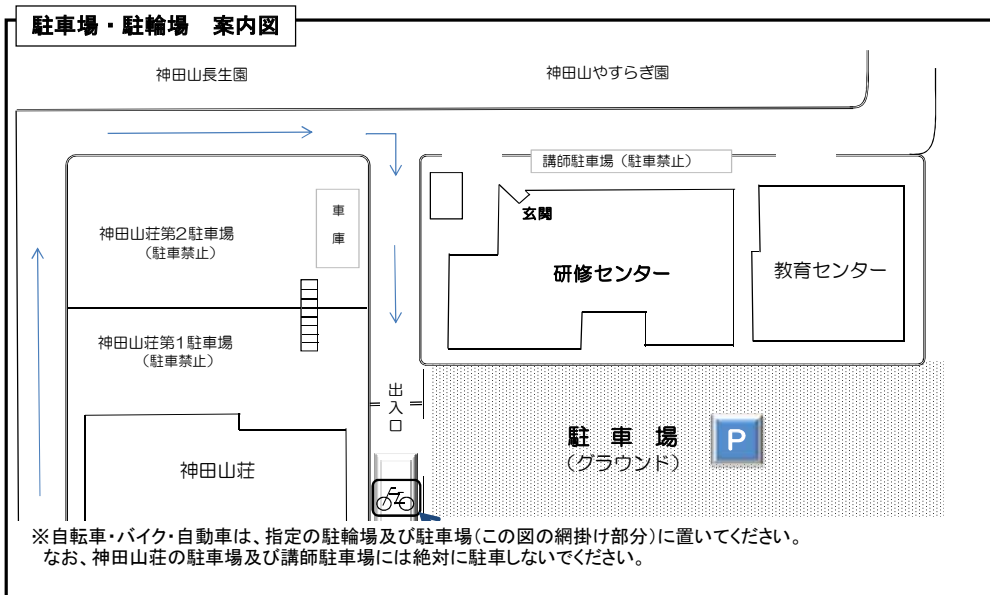 駐車場・駐輪場　案内図
神田山長生園
神田山やすらぎ園
講師駐車場（駐車禁止）
玄関
車庫
神田山荘第2駐車場
（駐車禁止）
研修センター
教育センター
神田山荘第1駐車場
（駐車禁止）
出入口
駐 車 場
（グラウンド）
P
神田山荘
※自転車・バイク・自動車は、指定の駐輪場及び駐車場（この図の網掛け部分）に置いてください。
なお、神田山荘の駐車場及び講師駐車場には絶対に駐車しないでください。